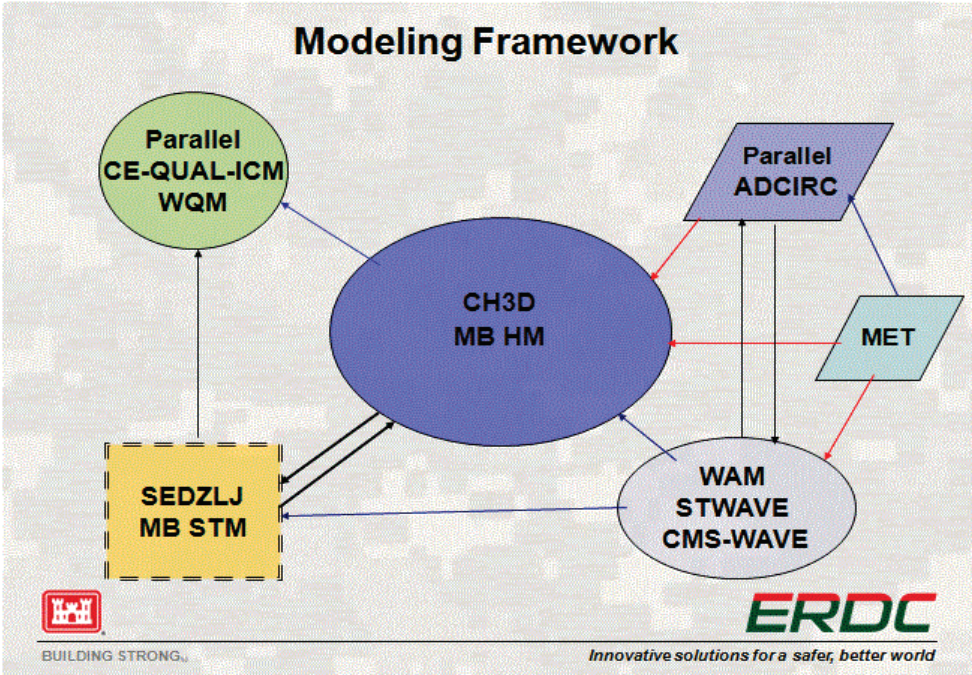 Modeling Framework
Parallel
CE-QUAL-ICM
WQM
Parallel
ADCIRC
CH3D
MB HM
MET
SEDZLJ
MB STM
WAM
STWAVE
CMS-WAVE
ERDC
BUILDING STRONG
Innovative solutions for a safer, better world